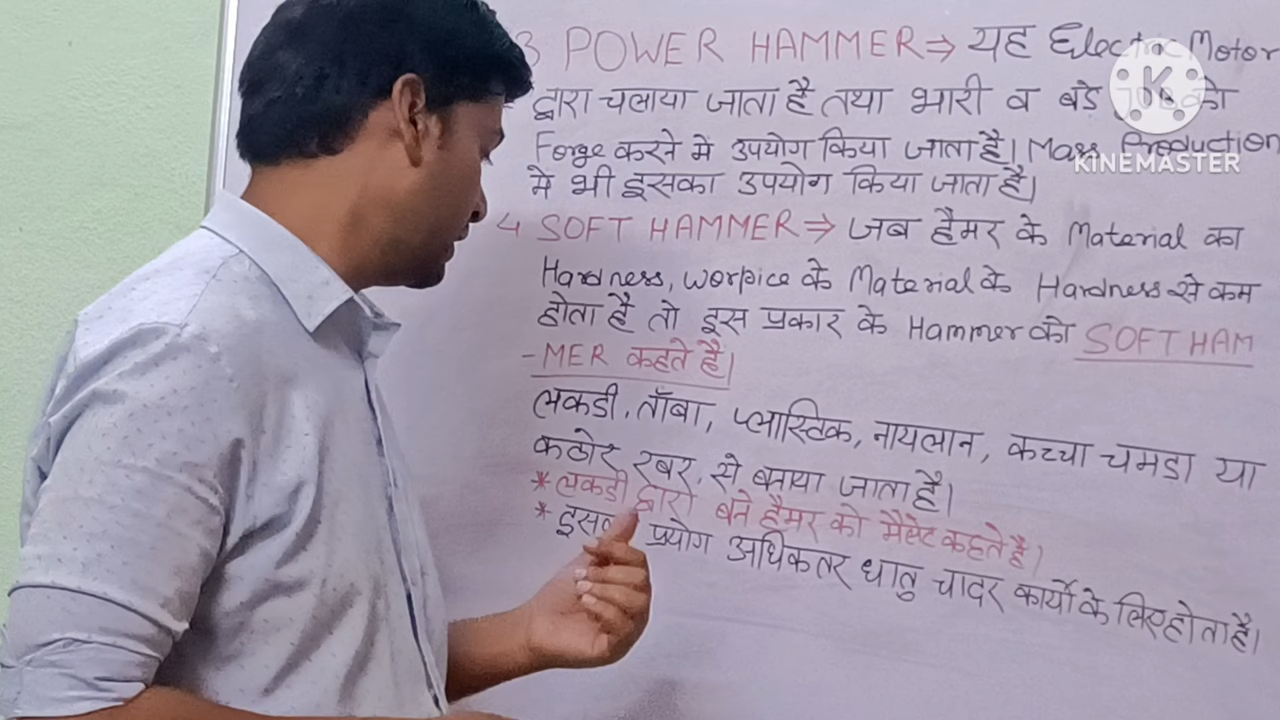 3 POWER HAMMER ⇒ यह Electric Motor
द्वारा चलाया जाता है तथा भारी व बडे को
Forge करने में उपयोग किया जाता है। Mass Production
मे भी इसका उपयोग किया जाता है।
4 SOFT HAMMER ⇒ जब हैमर के Material का
Hardness, worpice के Material के Hardness से कम
होता है तो इस प्रकार के Hammer को SOFT HAM
-MER कहते है।
लकडी, ताँबा, प्लास्टिक, नायलान, कच्चा चमडा या
कठोर रबर, से बनाया जाता है।
* लकडी द्वारा बने हैमर को मैलेट कहते है।
* प्रयोग अधिकतर धातु चादर कार्यो के लिए होता है।
K
KINEMASTER